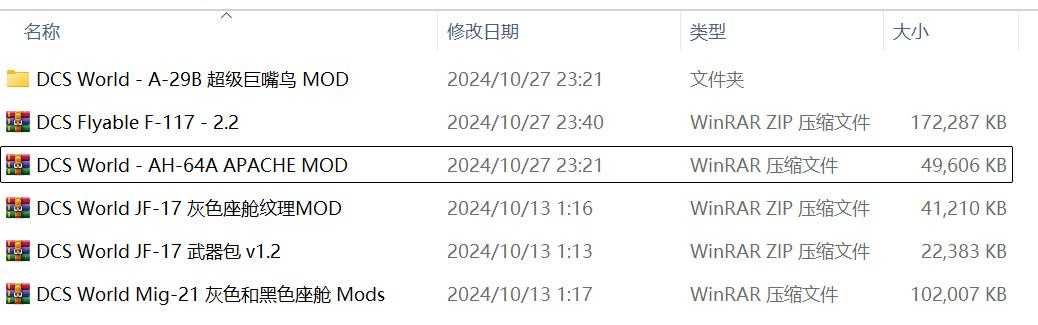 名称 修改日期 类型 大小
DCS World - A-29B 超级巨嘴鸟 MOD 2024/10/27 23:21 文件夹
DCS Flyable F-117 - 2.2 2024/10/27 23:40 WinRAR ZIP 压缩文件 172,287 KB
DCS World - AH-64A APACHE MOD 2024/10/27 23:21 WinRAR 压缩文件 49,606 KB
DCS World JF-17 灰色座舱纹理MOD 2024/10/13 1:16 WinRAR ZIP 压缩文件 41,210 KB
DCS World JF-17 武器包 v1.2 2024/10/13 1:13 WinRAR ZIP 压缩文件 22,383 KB
DCS World Mig-21 灰色和黑色座舱 Mods 2024/10/13 1:17 WinRAR 压缩文件 102,007 KB